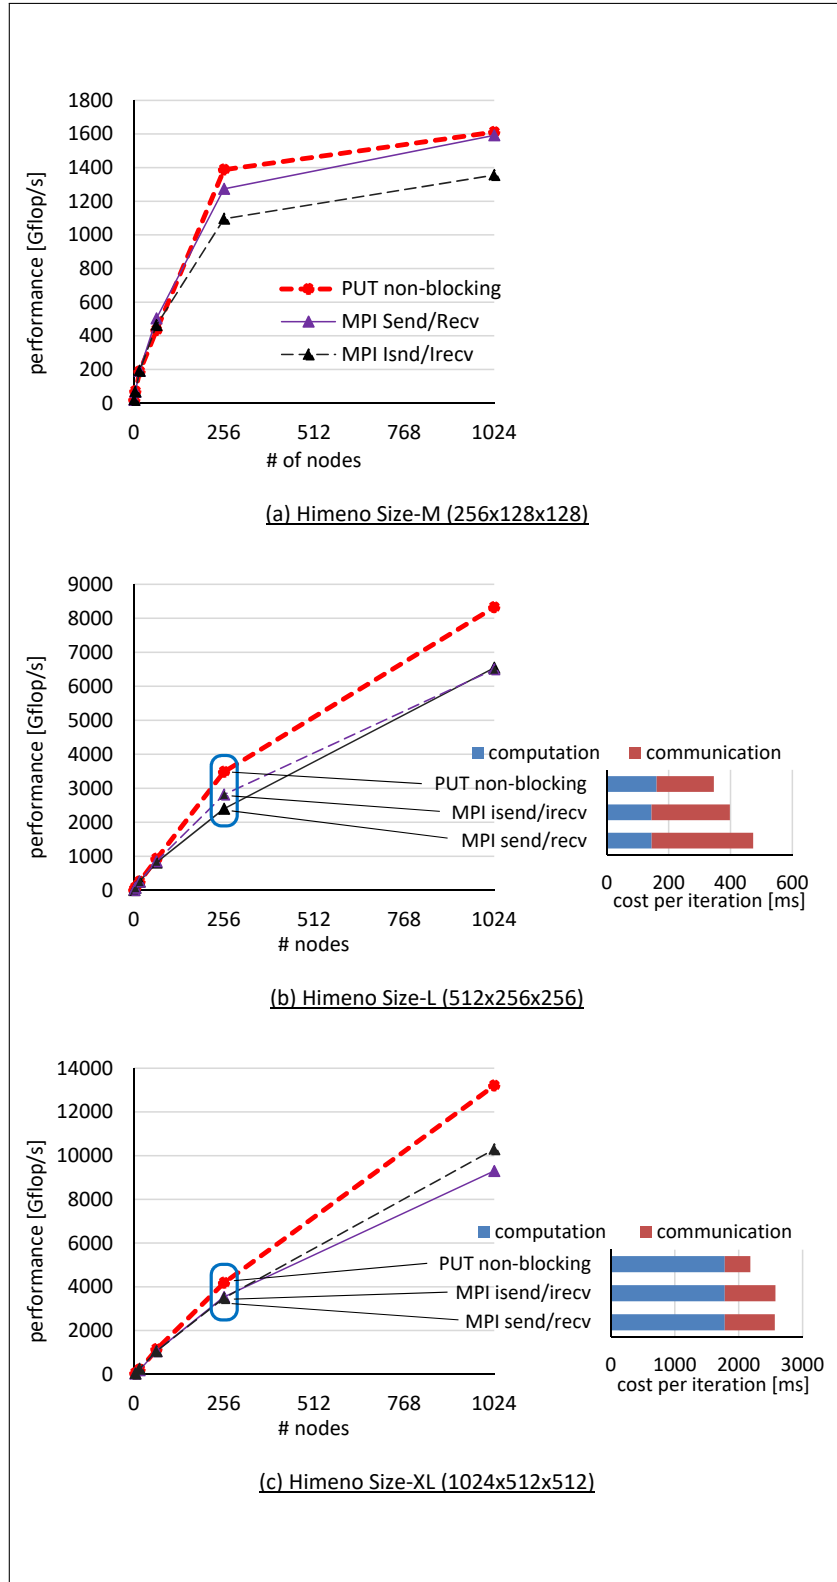 1800
1600
1400
1200
1000
800
600
400
200
0
performance [Gflop/s]
PUT non-blocking
MPI Send/Recv
MPI Isnd/Irecv
0 256 512 768 1024
# of nodes
(a) Himeno Size-M (256x128x128)
9000
8000
7000
6000
5000
4000
3000
2000
1000
0
performance [Gflop/s]
computation communication
PUT non-blocking
MPI isend/irecv
MPI send/recv
0 200 400 600
cost per iteration [ms]
0 256 512 768 1024
# nodes
(b) Himeno Size-L (512x256x256)
14000
12000
10000
8000
6000
4000
2000
0
performance [Gflop/s]
computation communication
PUT non-blocking
MPI isend/irecv
MPI send/recv
0 1000 2000 3000
cost per iteration [ms]
0 256 512 768 1024
# nodes
(c) Himeno Size-XL (1024x512x512)